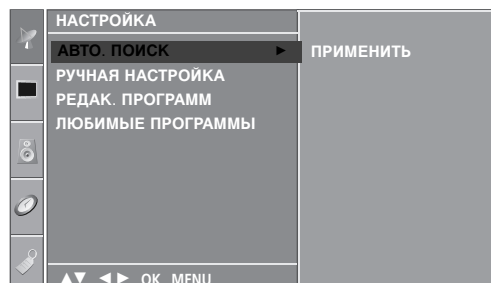 НАСТРОЙКА
АВТО. ПОИСК ► ПРИМЕНИТЬ
РУЧНАЯ НАСТРОЙКА
РЕДАК. ПРОГРАММ
ЛЮБИМЫЕ ПРОГРАММЫ
▲▼ ◄► OK MENU